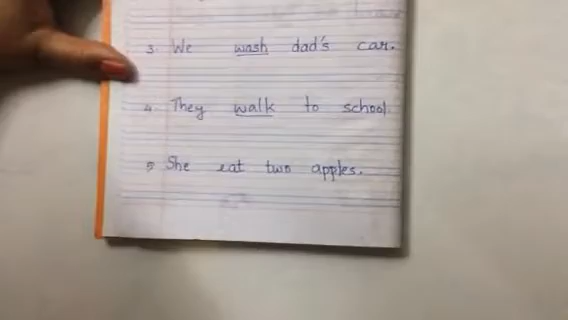 3. We wash dad's car.
4. They walk to school
5. She eat two apples.